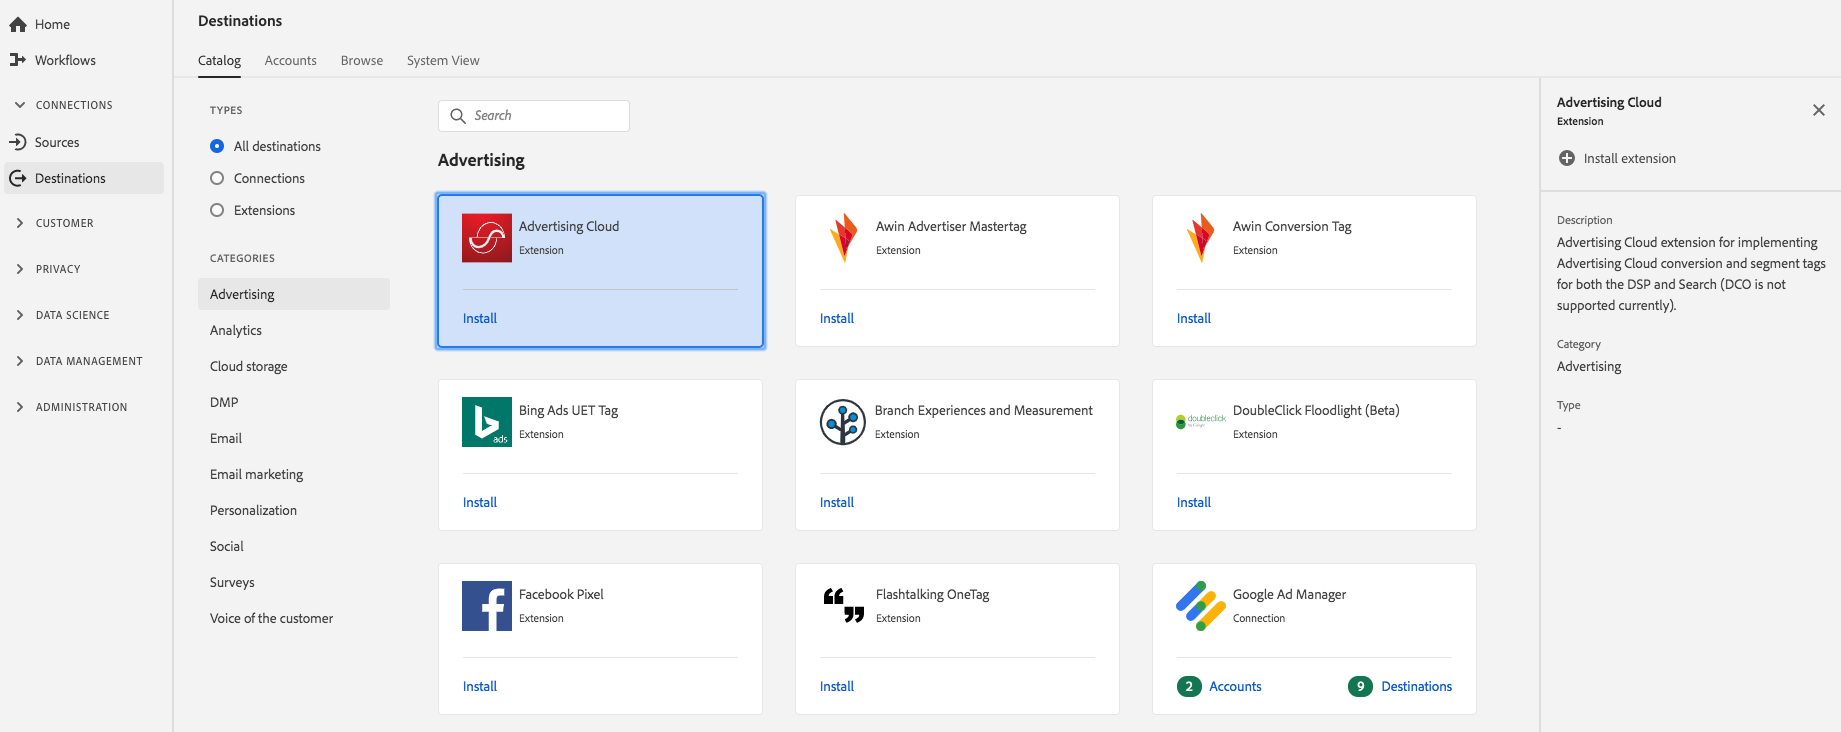 Home
Workflows
CONNECTIONS
Sources
Destinations
CUSTOMER
PRIVACY
DATA SCIENCE
DATA MANAGEMENT
ADMINISTRATION
Destinations
Catalog Accounts Browse System View
TYPES
All destinations
Connections
Extensions
CATEGORIES
Advertising
Analytics
Cloud storage
DMP
Email
Email marketing
Personalization
Social
Surveys
Voice of the customer
Search
Advertising
Advertising Cloud
Extension
Install
Awin Advertiser Mastertag
Extension
Install
Awin Conversion Tag
Extension
Install
ads
Bing Ads UET Tag
Extension
Install
Branch Experiences and Measurement
Extension
Install
doubleclick
by Google
DoubleClick Floodlight (Beta)
Extension
Install
Facebook Pixel
Extension
Install
Flashtalking OneTag
Extension
Install
Google Ad Manager
Connection
2 Accounts 9 Destinations
Advertising Cloud
Extension
Install extension
Description
Advertising Cloud extension for implementing
Advertising Cloud conversion and segment tags
for both the DSP and Search (DCO is not
supported currently).
Category
Advertising
Type
-